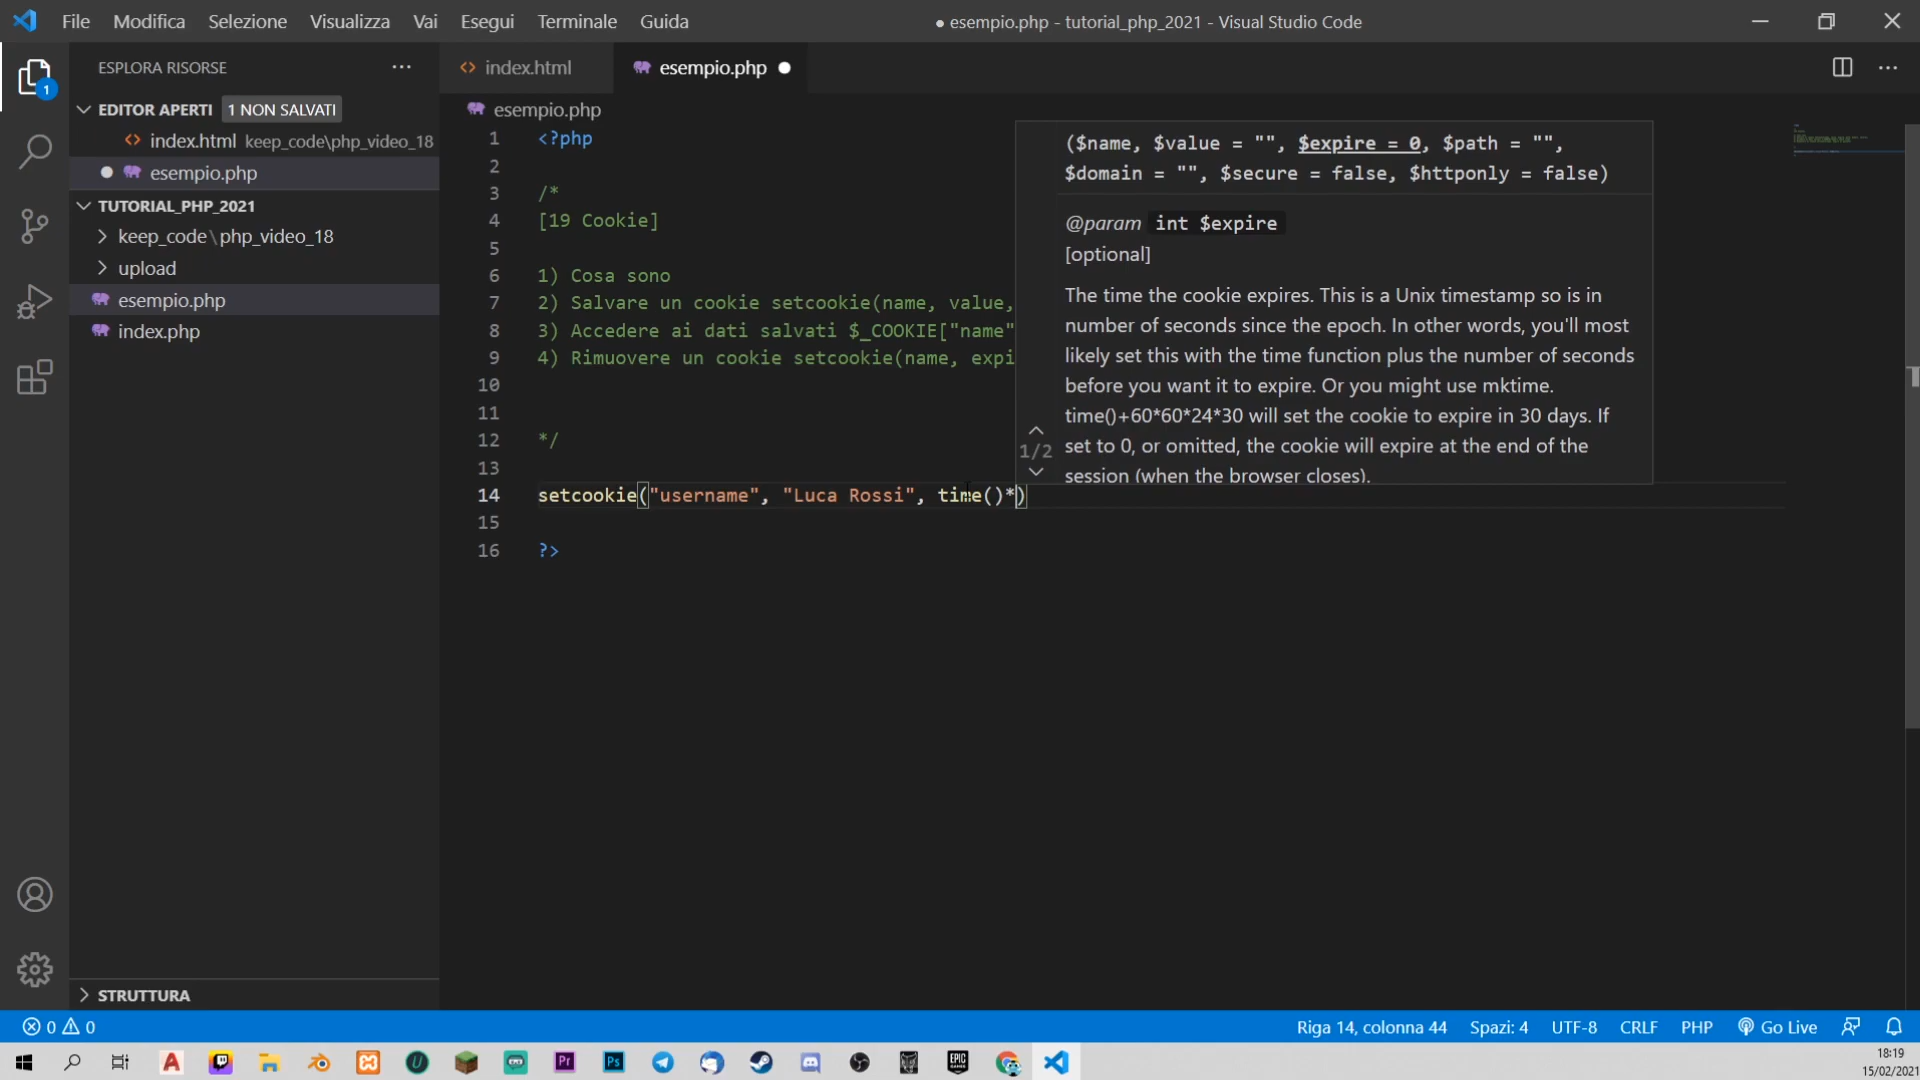 File Modifica Selezione Visualizza Vai Esegui Terminale Guida
● esempio.php - tutorial_php_2021 - Visual Studio Code
ESPLORA RISORSE
EDITOR APERTI 1 NON SALVATI
index.html keep_code\php_video_18
esempio.php
TUTORIAL_PHP_2021
keep_code\php_video_18
upload
esempio.php
index.php
STRUTTURA
1
index.html
esempio.php
esempio.php
1 <?php
2
3 /*
4 [19 Cookie]
5
6 1) Cosa sono
7 2) Salvare un cookie setcookie(name, value,
8 3) Accedere ai dati salvati $_COOKIE["name"
9 4) Rimuovere un cookie setcookie(name, expi
10
11
12 */
13
14 setcookie("username", "Luca Rossi", time()*)
15
16 ?>
($name, $value = "", $expire = 0, $path = "",
$domain = "", $secure = false, $httponly = false)
@param int $expire
[optional]
The time the cookie expires. This is a Unix timestamp so is in
number of seconds since the epoch. In other words, you'll most
likely set this with the time function plus the number of seconds
before you want it to expire. Or you might use mktime.
time()+60*60*24*30 will set the cookie to expire in 30 days. If
set to 0, or omitted, the cookie will expire at the end of the
session (when the browser closes).
1/2
0 0
Riga 14, colonna 44 Spazi: 4 UTF-8 CRLF PHP Go Live
Pr
Ps
EPIC GAMES
18:19
15/02/2021